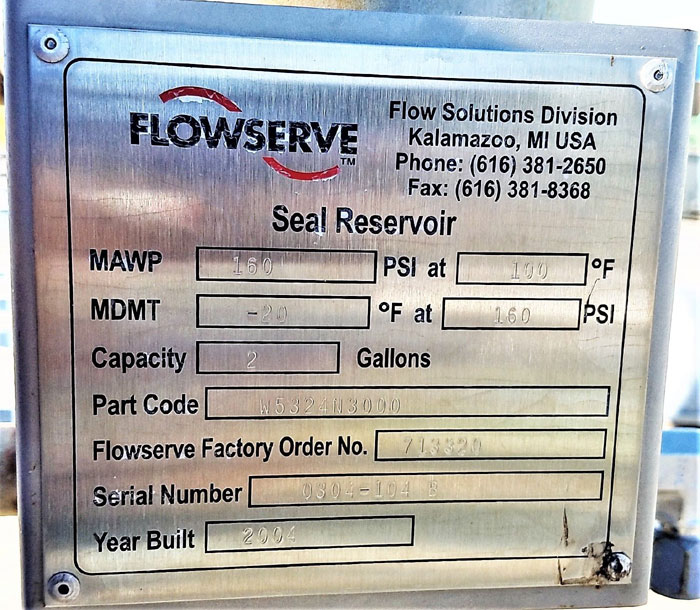 FLOWSERVE™
Flow Solutions Division
Kalamazoo, MI USA
Phone: (616) 381-2650
Fax: (616) 381-8368
Seal Reservoir
MAWP 160 PSI at 100 °F
MDMT -20 °F at 160 PSI
Capacity 2 Gallons
Part Code W5324N3000
Flowserve Factory Order No. 713320
Serial Number 0304-104 B
Year Built 2004